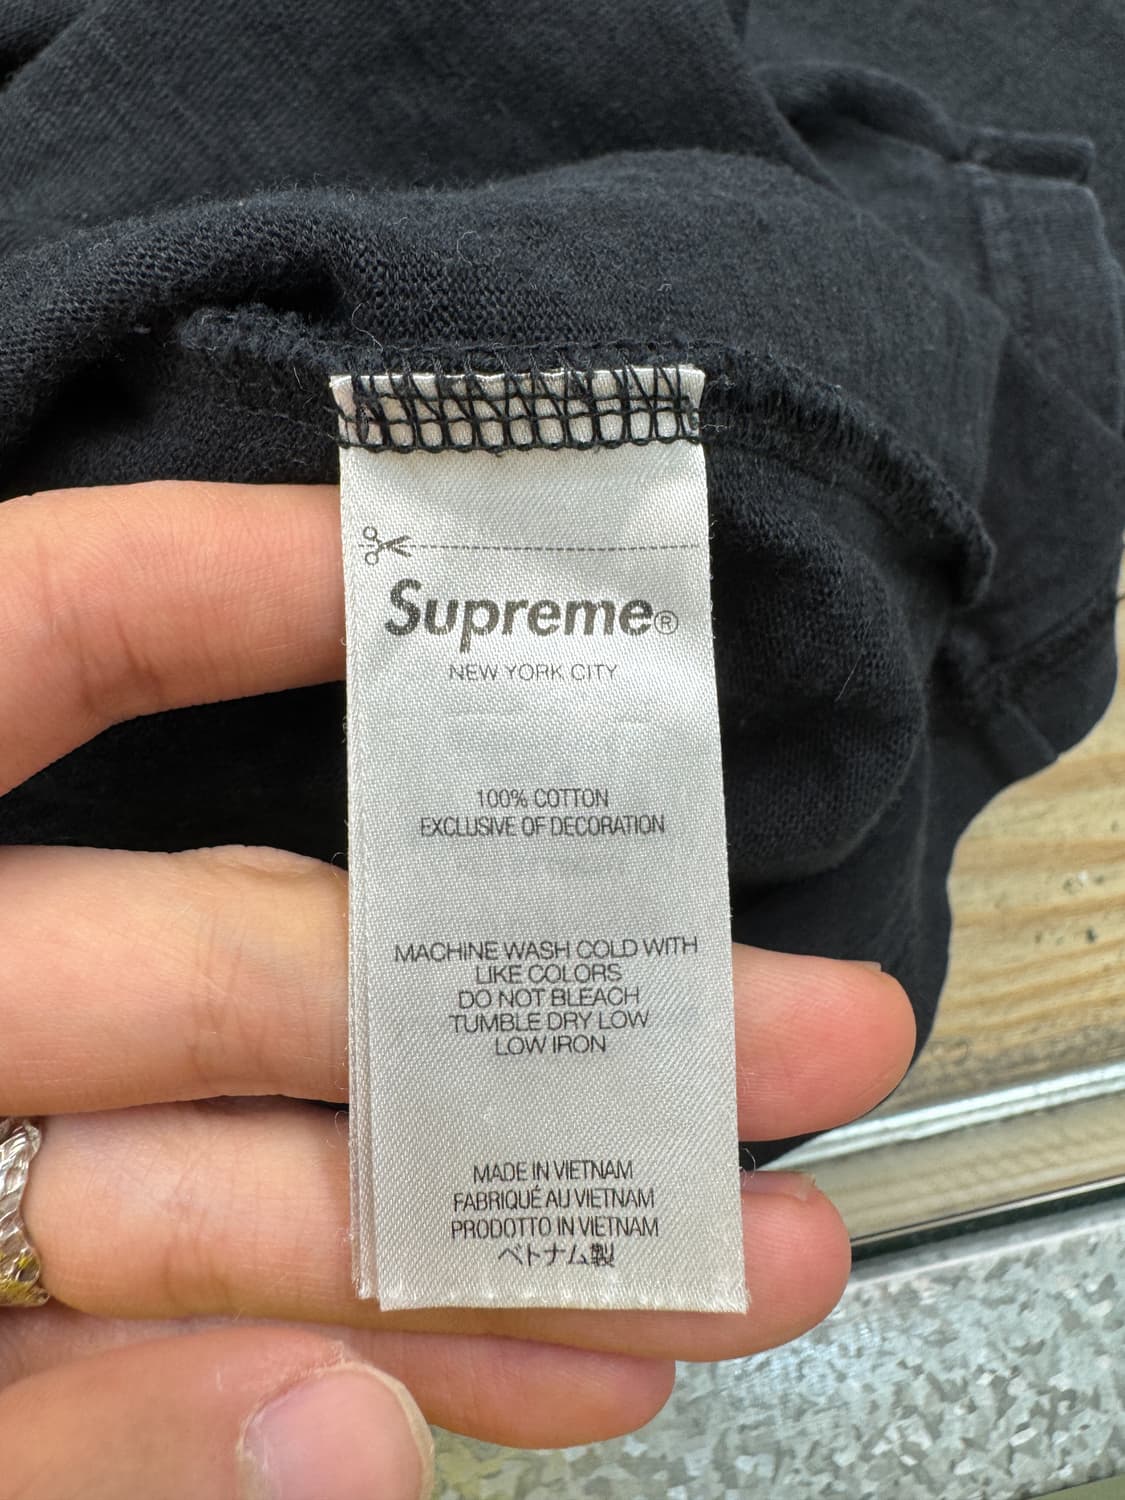 Supreme®
NEW YORK CITY
100% COTTON
EXCLUSIVE OF DECORATION
MACHINE WASH COLD WITH
LIKE COLORS
DO NOT BLEACH
TUMBLE DRY LOW
LOW IRON
MADE IN VIETNAM
FABRIQUÉ AU VIETNAM
PRODOTTO IN VIETNAM
ベトナム製